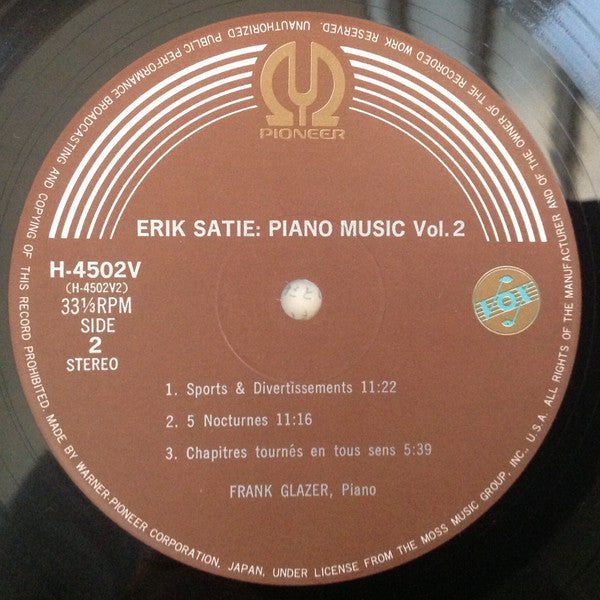 PIONEER
ERIK SATIE: PIANO MUSIC Vol. 2
H-4502V
(H-4502V2)
33⅓RPM
SIDE
2
STEREO
VOX
1. Sports & Divertissements 11:22
2. 5 Nocturnes 11:16
3. Chapitres tournés en tous sens 5:39
FRANK GLAZER, Piano
MADE BY WARNER-PIONEER CORPORATION, JAPAN, UNDER LICENSE FROM THE MOSS MUSIC GROUP, INC., U.S.A. ALL RIGHTS OF THE MANUFACTURER AND OF THE OWNER OF THE RECORDED WORK RESERVED. UNAUTHORIZED PUBLIC PERFORMANCE BROADCASTING AND COPYING OF THIS RECORD PROHIBITED.